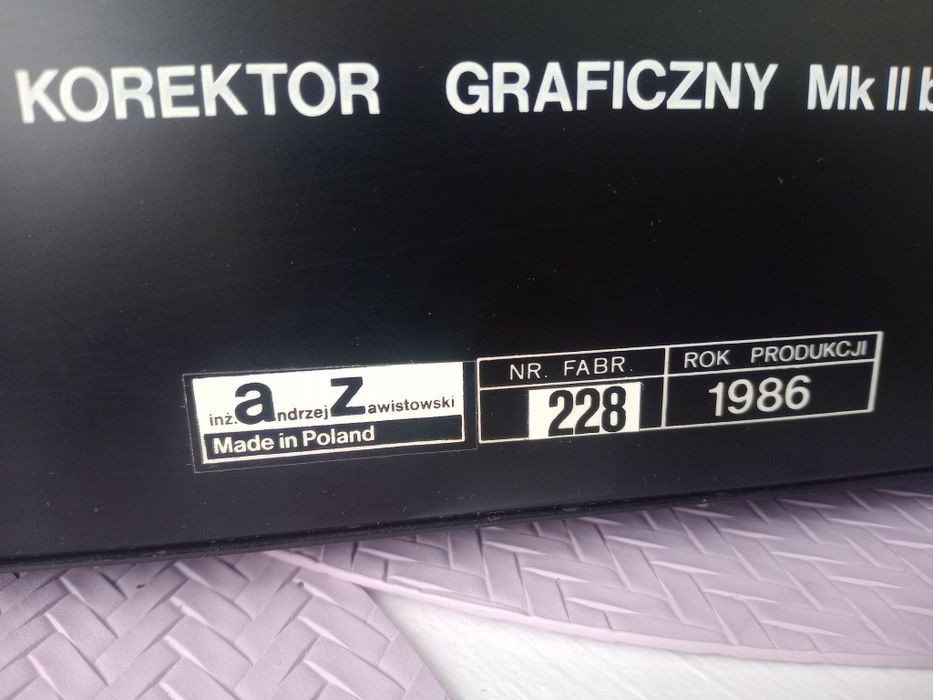 KOREKTOR GRAFICZNY Mk II b
inż. andrzej zawistowski
Made in Poland
NR. FABR.
228
ROK PRODUKCJI
1986